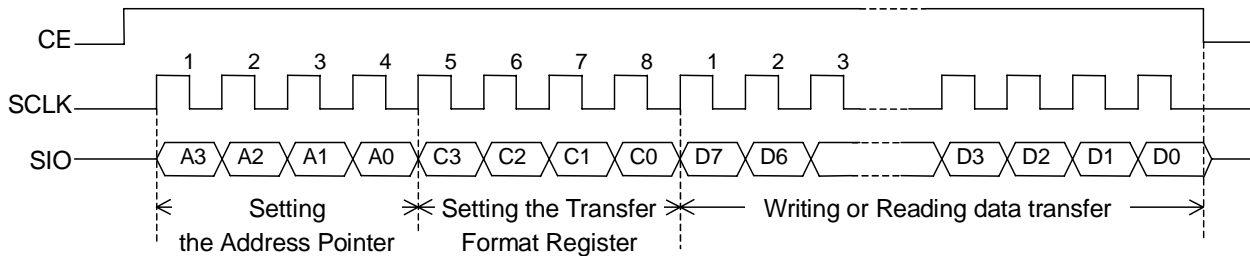 CE
1 2 3 4 5 6 7 8 1 2 3
SCLK
SIO A3 A2 A1 A0 C3 C2 C1 C0 D7 D6 D3 D2 D1 D0
Setting Setting the Transfer Writing or Reading data transfer
the Address Pointer Format Register